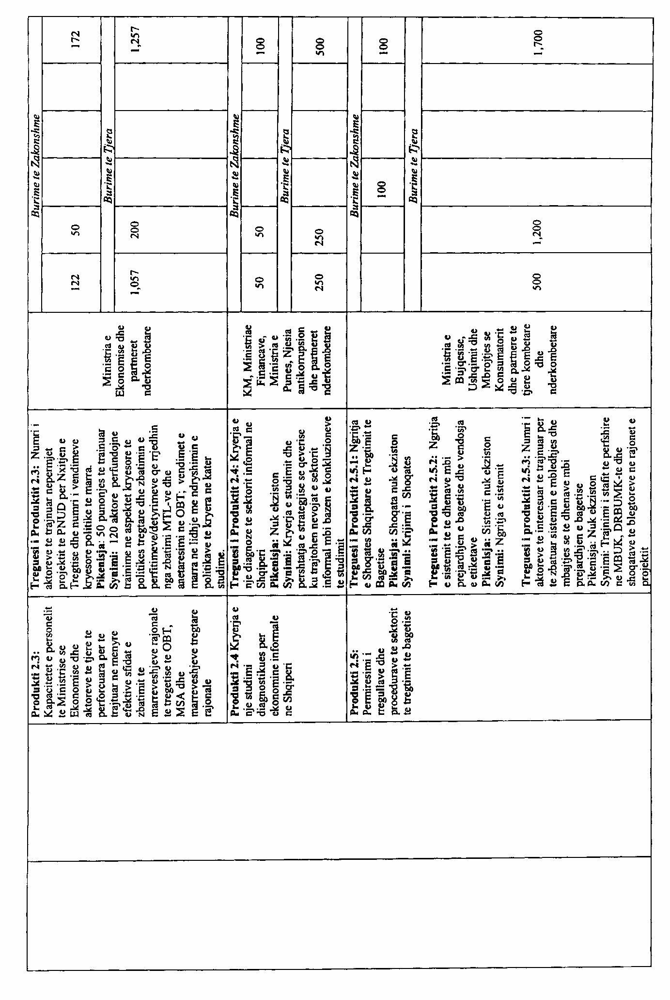 Produkti 2.3:
Kapacitetet e personelit
te Ministrise se
Ekonomise dhe
aktoreve te tjere te
perforcuara per te
trajtuar ne menyre
efektive sfidat e
zbatimit te
marreveshjeve rajonale
te tregetise te OBT,
MSA dhe
marreveshjeve tregtare
rajonale
Treguesi i Produktit 2.3: Numri i
aktoreve te trajnuar nepermjet
projektit te PNUD per Nxitjen e
Tregtise dhe numri i vendimeve
kryesore politike te marra.
Pikenisja: 50 punonjes te trainuar
Synimi: 120 aktore perfundojne
trainime ne aspektet kryesore te
politikes tregtare dhe zbatimin e
perfitimeve/detyrimeve qe rrjedhin
nga zbatimi MTL-ve dhe
anetaresimi ne OBT; vendimet e
marra ne lidhje me ndryshimin e
politikave te kryera ne kater
studime.
Ministria e
Ekonomise dhe
partneret
nderkombetare
Burime te Zakonshme
122 50 172
Burime te Tjera
1,057 200 1,257
Produkti 2.4 Kryerja e
nje studimi
diagnostikues per
ekonomine informale
ne Shqiperi
Treguesi i Produktit 2.4: Kryerja e
nje diagnoze te sektorit informal ne
Shqiperi
Pikenisja: Nuk ekziston
Synimi: Kryerja e studimit dhe
pershtatja e strategjise se qeverise
ku trajtohen nevojat e sektorit
informal mbi bazen e konkluzioneve
te studimit
KM, Ministriae
Financave,
Ministria e
Punes, Njesia
antikorrupsion
dhe partneret
nderkombetare
Burime te Zakonshme
50 50 100
Burime te Tjera
250 250 500
Produkti 2.5:
Permiresimi i
rregullave dhe
procedurave te sektorit
te tregtimit te bagetise
Treguesi i Produktit 2.5.1: Ngritja
e Shoqates Shqiptare te Tregtimit te
Bagetise
Pikenisja: Shoqata nuk ekziston
Synimi: Krijimi i Shoqates
Treguesi i Produktit 2.5.2: Ngritja
e sistemit te te dhenave mbi
prejardhjen e bagetise dhe vendosja
e etiketave
Pikenisja: Sistemi nuk ekziston
Synimi: Ngritja e sistemit
Treguesi i produktit 2.5.3: Numri i
aktoreve te interesuar te trajnuar per
te zbatuar sistemin e mbledhjes dhe
mbajtjes se te dhenave mbi
prejardhjen e bagetise
Pikenisja: Nuk ekziston
Synimi: Trajnimi i stafit te perfshire
ne MBUK, DRBUMK-te dhe
shoqatave te blegtoreve ne rajonet e
projektit
Ministria e
Bujqesise,
Ushqimit dhe
Mbrojtjes se
Konsumatorit
dhe partnere te
tjere kombetare
dhe
nderkombetare
Burime te Zakonshme
100 100
Burime te Tjera
500 1,200 1,700